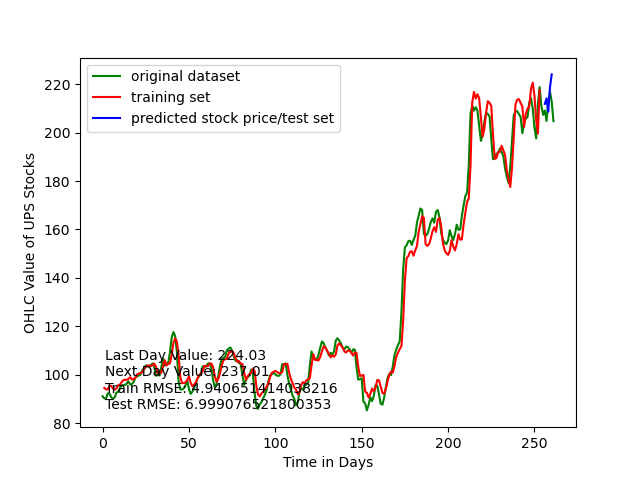 original dataset
training set
predicted stock price/test set
OHLC Value of UPS Stocks
220
200
180
160
140
120
100
80
Last Day Value: 224.03
Next Day Value: 237.01
Train RMSE: 4.940651414038216
Test RMSE: 6.999076521800353
0 50 100 150 200 250
Time in Days